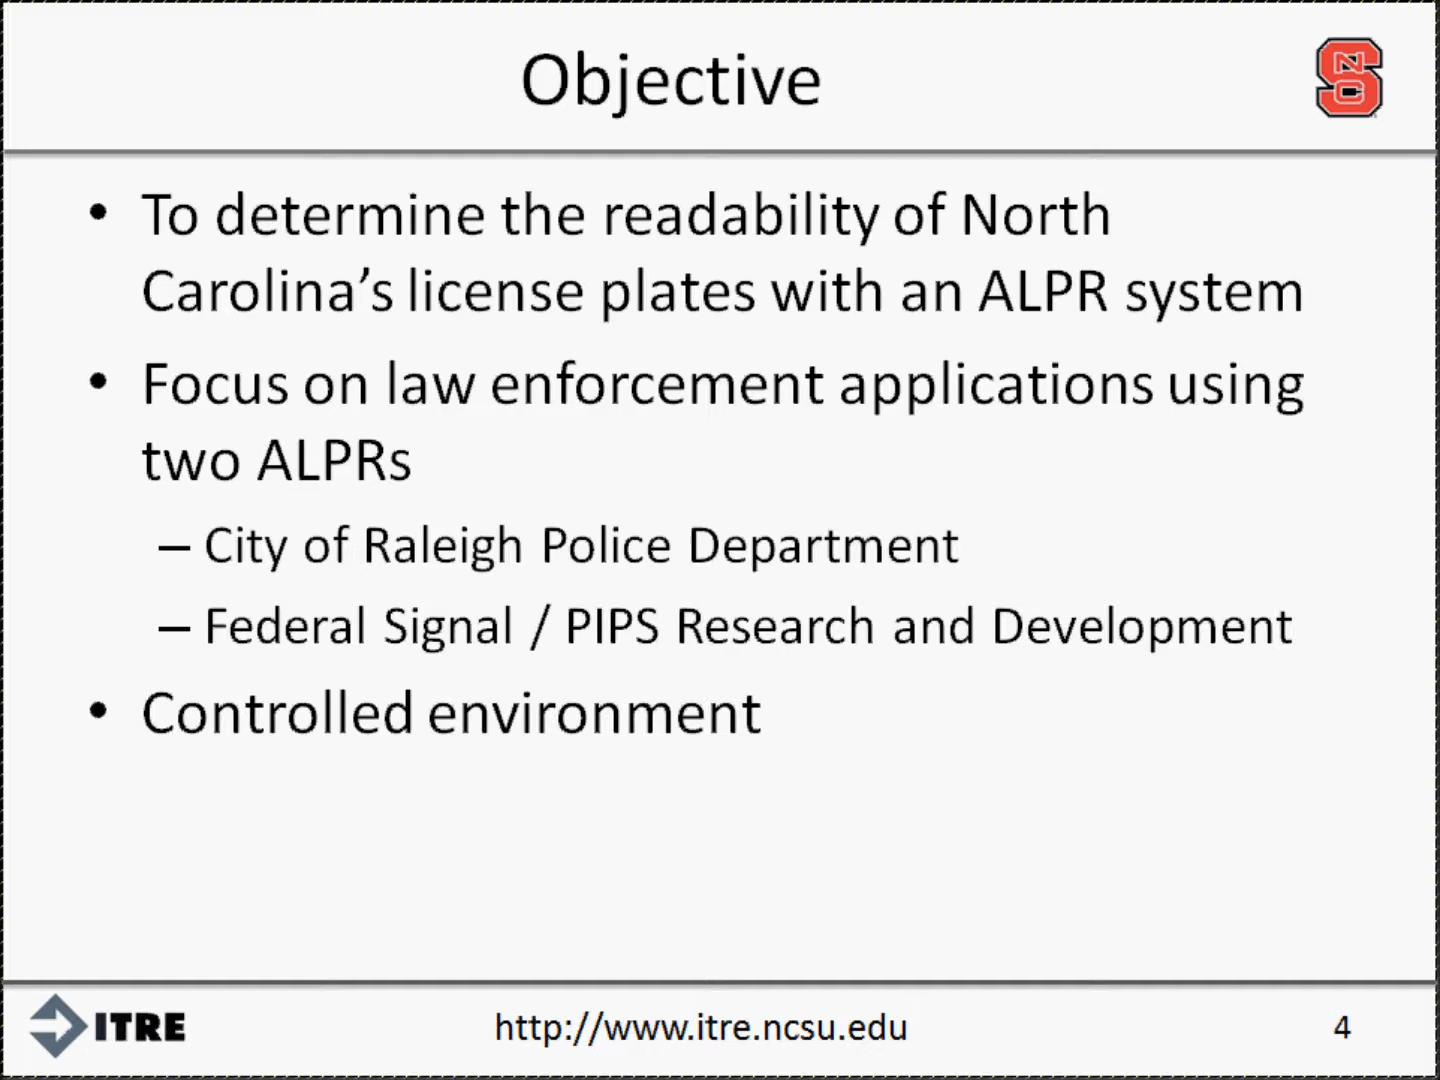 Objective
• To determine the readability of North
Carolina’s license plates with an ALPR system
• Focus on law enforcement applications using
two ALPRs
– City of Raleigh Police Department
– Federal Signal / PIPS Research and Development
• Controlled environment
ITRE
http://www.itre.ncsu.edu
4
NCS